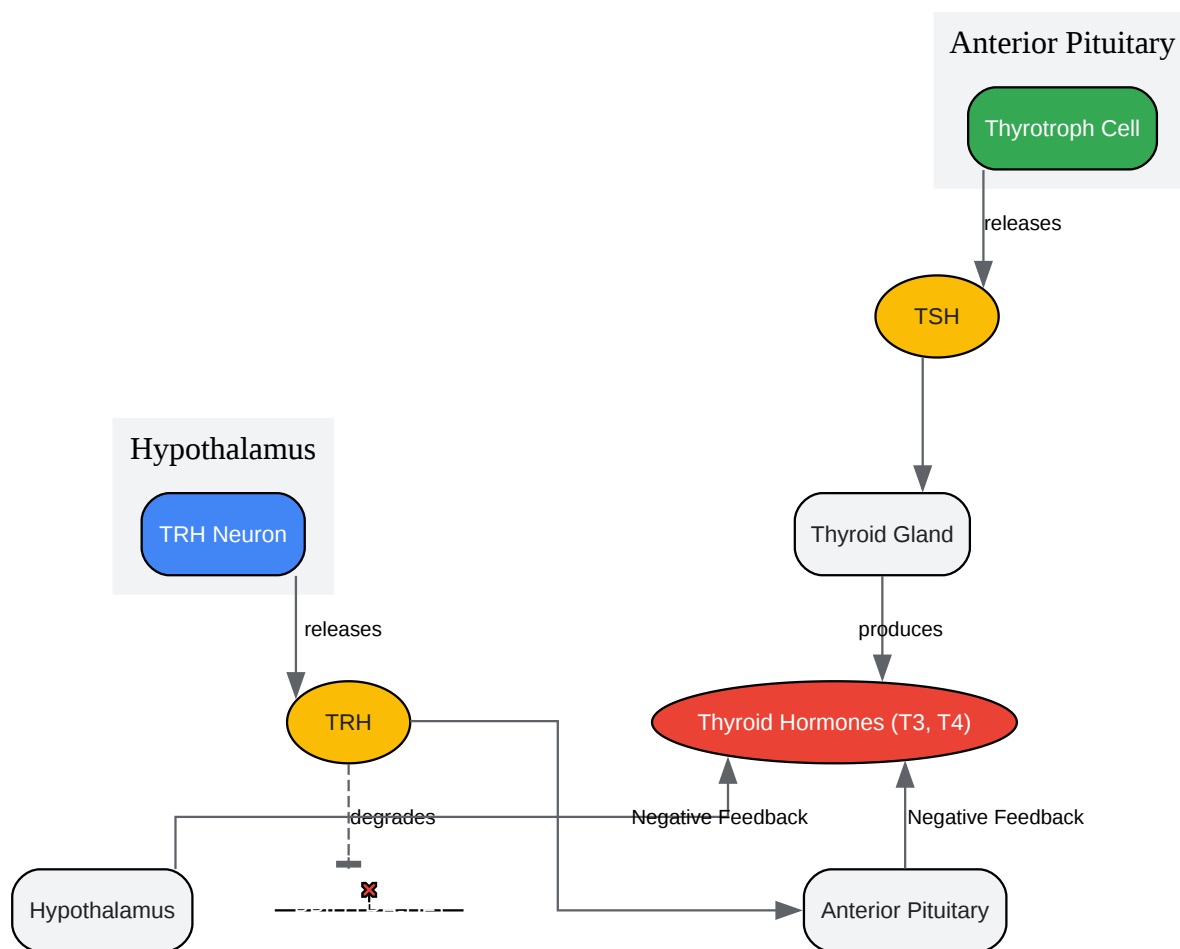 Anterior Pituitary
Thyrotroph Cell
releases
TSH
Hypothalamus
TRH Neuron
Thyroid Gland
releases
produces
TRH
Thyroid Hormones (T3, T4)
degrades
Negative Feedback
Negative Feedback
Hypothalamus
Anterior Pituitary